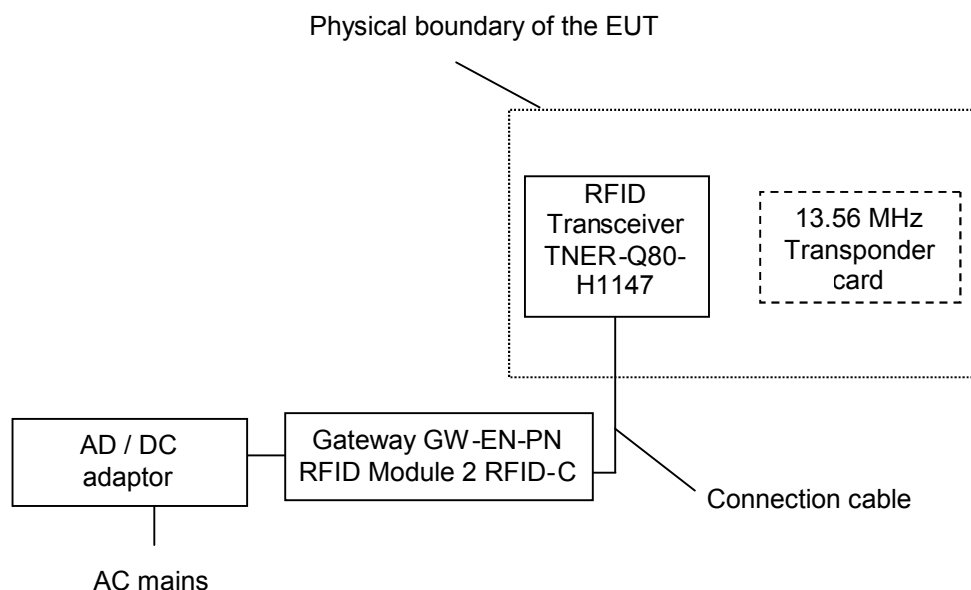 Physical boundary of the EUT
RFID
Transceiver
TNER-Q80-
H1147
13.56 MHz
Transponder
card
AD / DC
adaptor
Gateway GW-EN-PN
RFID Module 2 RFID-C
Connection cable
AC mains